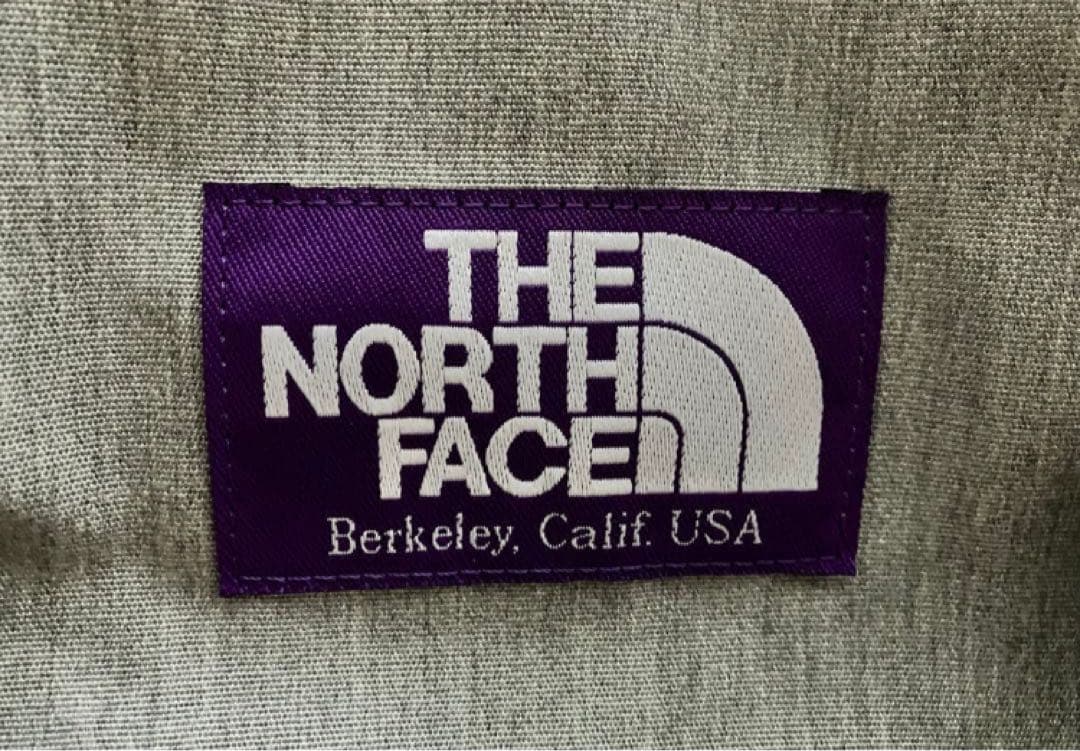 THE
NORTH
FACE
Berkeley, Calif. USA